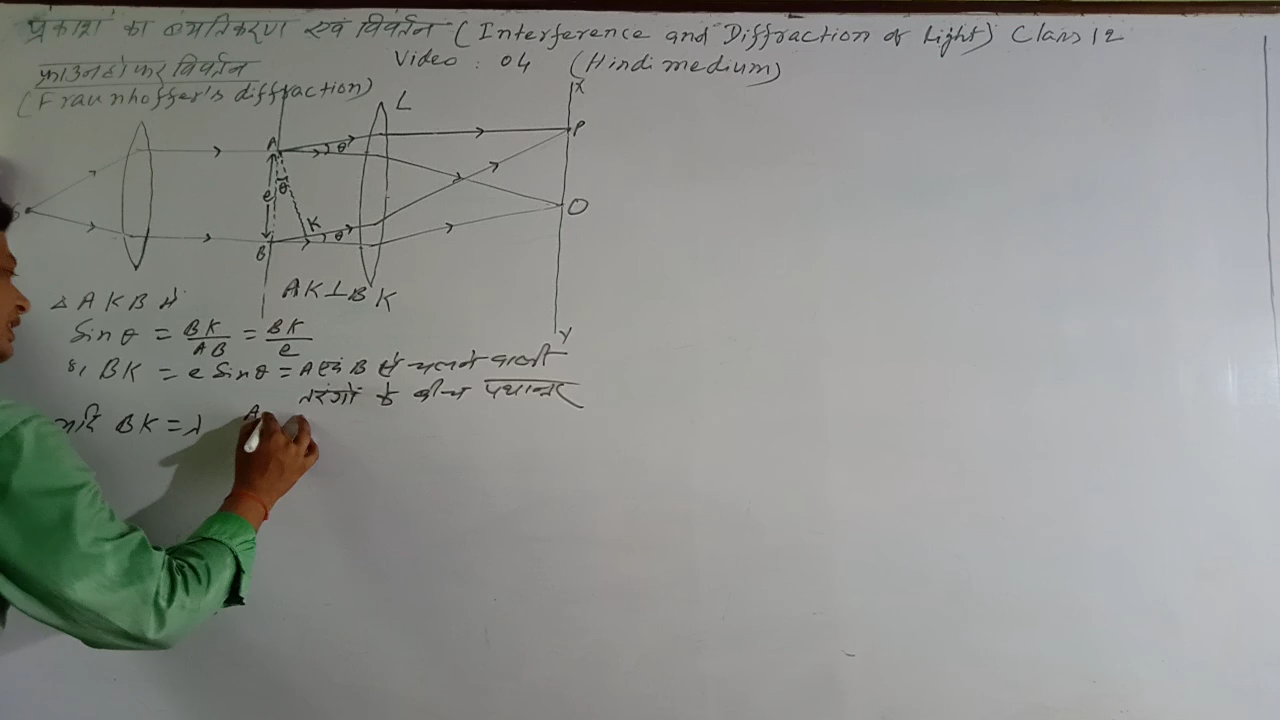 प्रकाश का व्यतिकरण एवं विवर्तन (Interference and Diffraction of Light) Class 12
Video : 04 (Hindi medium)
फ्राउनहोफर विवर्तन
(Fraunhoffer's diffraction)
L
X
A
θ
P
e
θ
S
K
O
B
θ
AK⊥BK
Y
△AKB में
Sinθ = BK/AB = BK/e
या BK = e Sinθ = A एवं B से चलने वाली
तरंगों के बीच पथान्तर
यदि BK = λ A